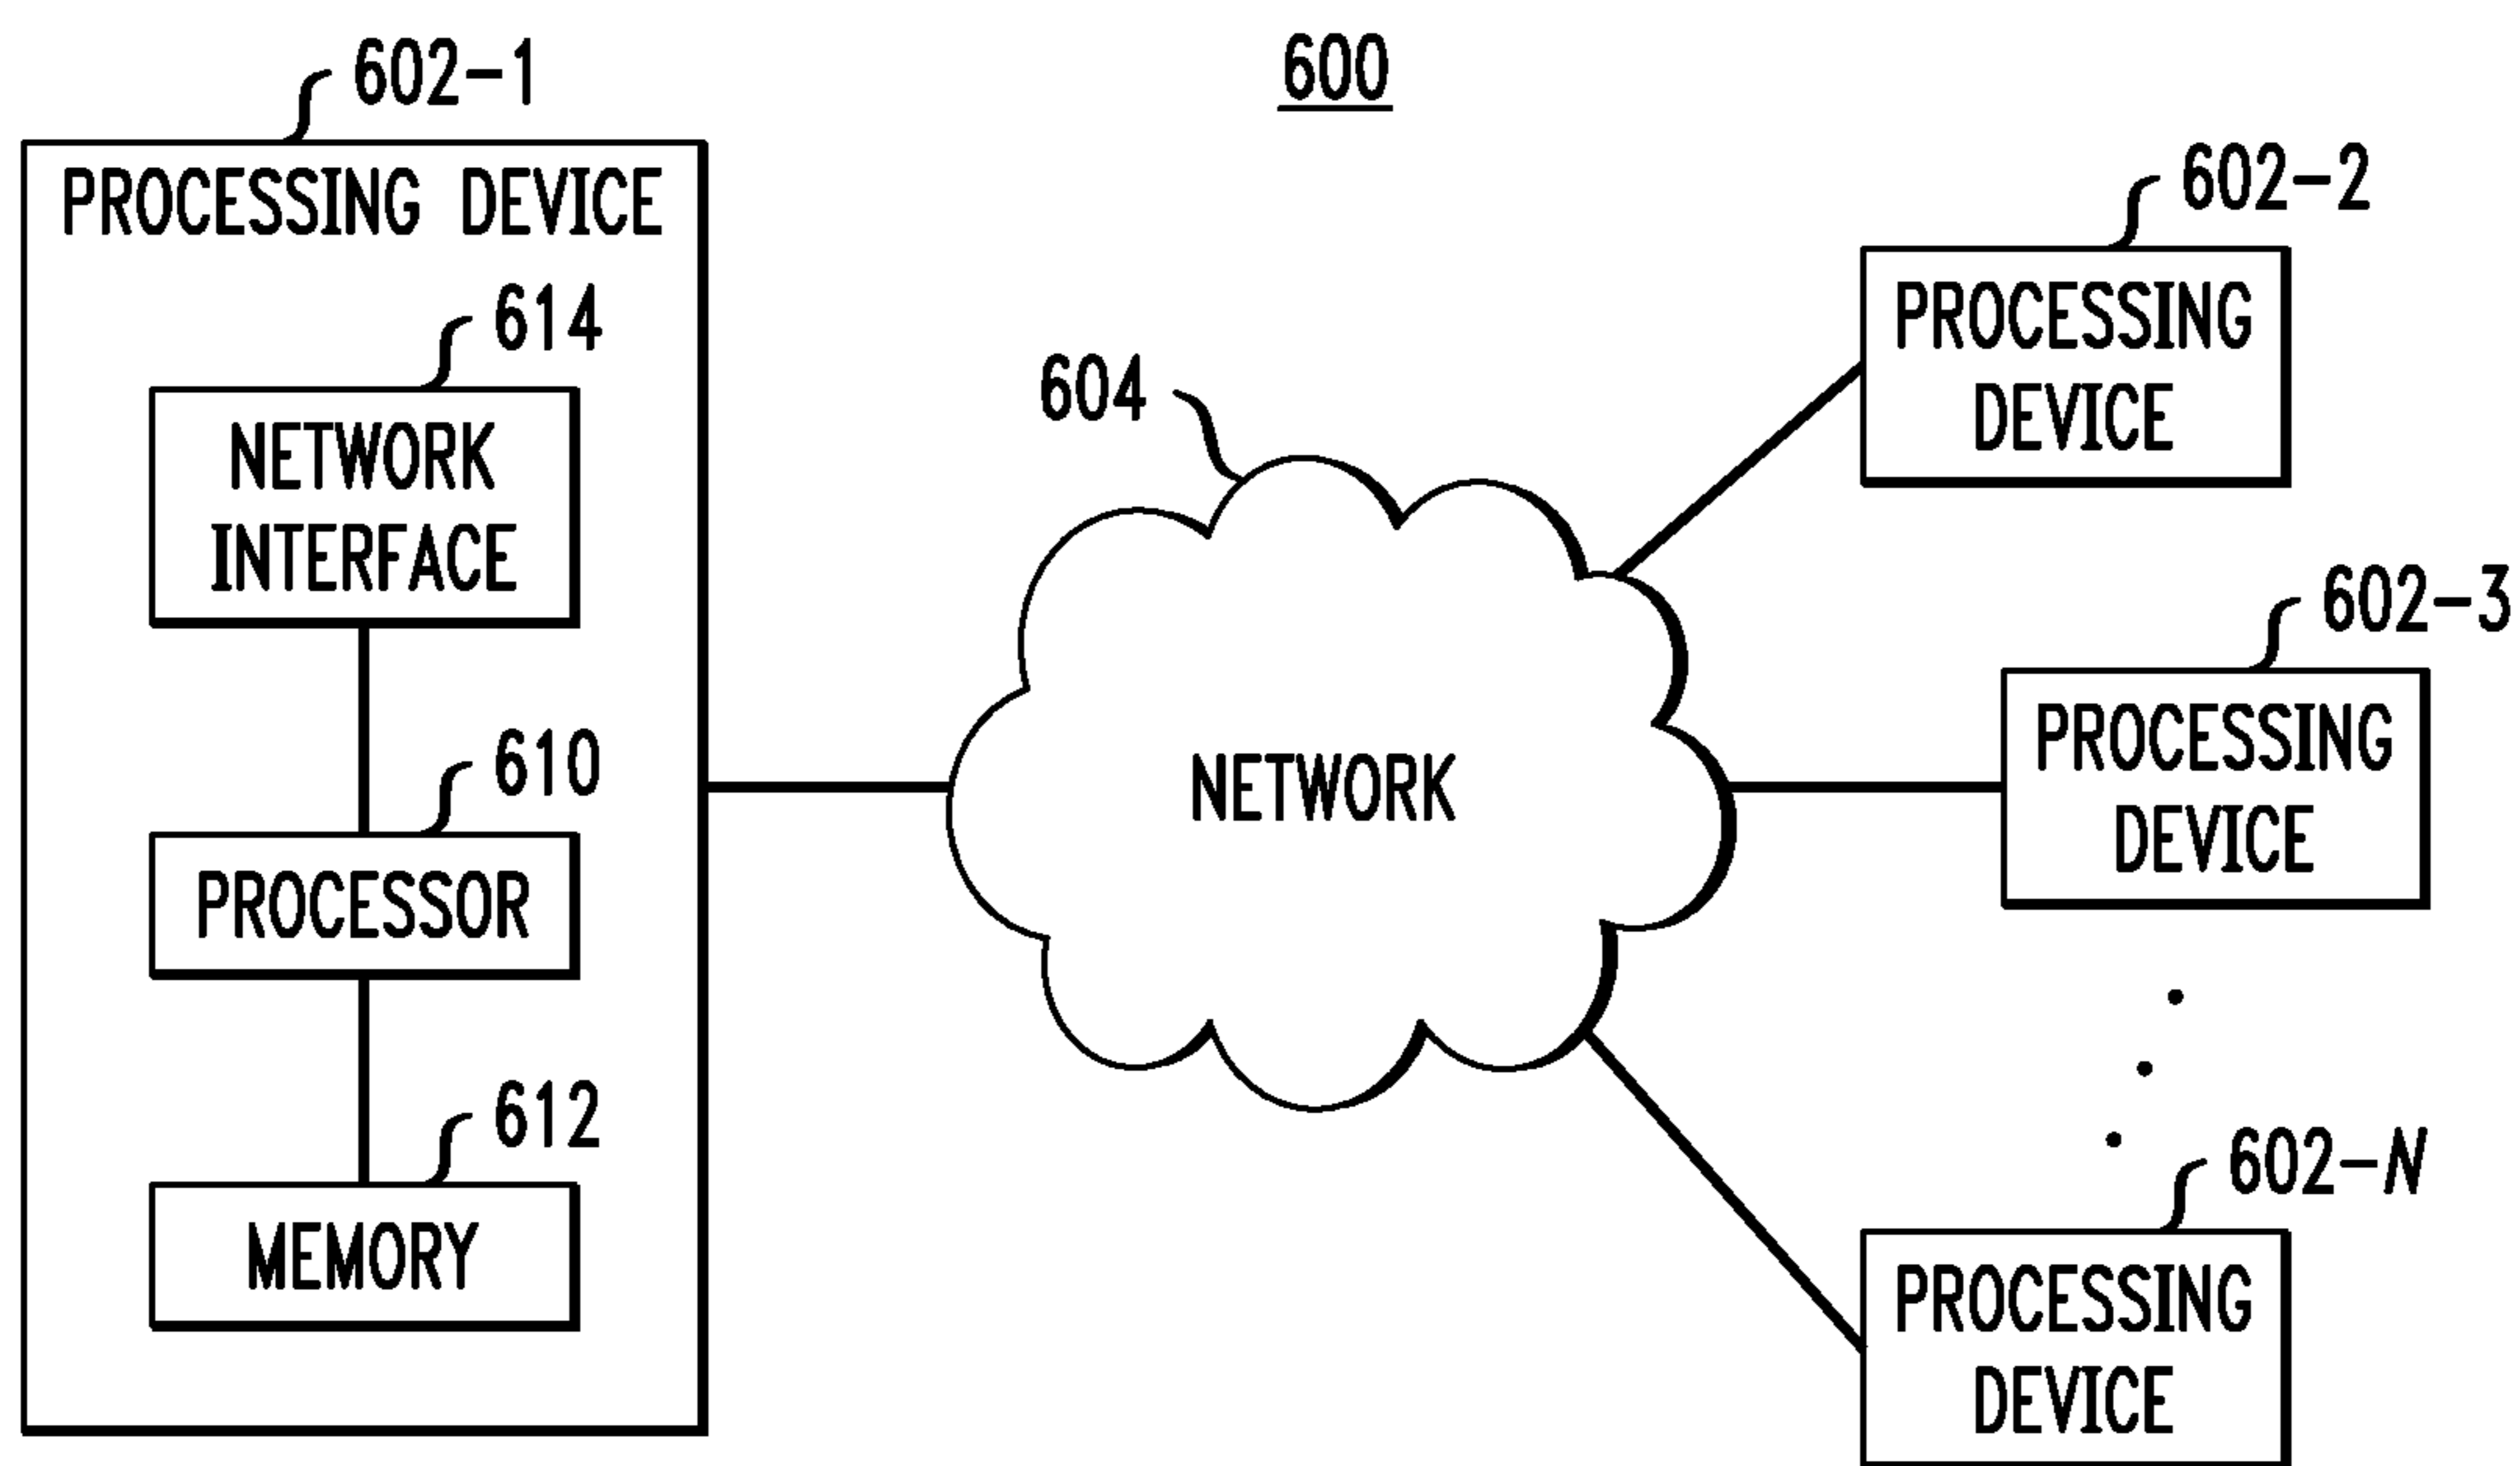 600
602-1
PROCESSING DEVICE
614
NETWORK
INTERFACE
610
PROCESSOR
612
MEMORY
604
NETWORK
602-2
PROCESSING
DEVICE
602-3
PROCESSING
DEVICE
602-N
PROCESSING
DEVICE